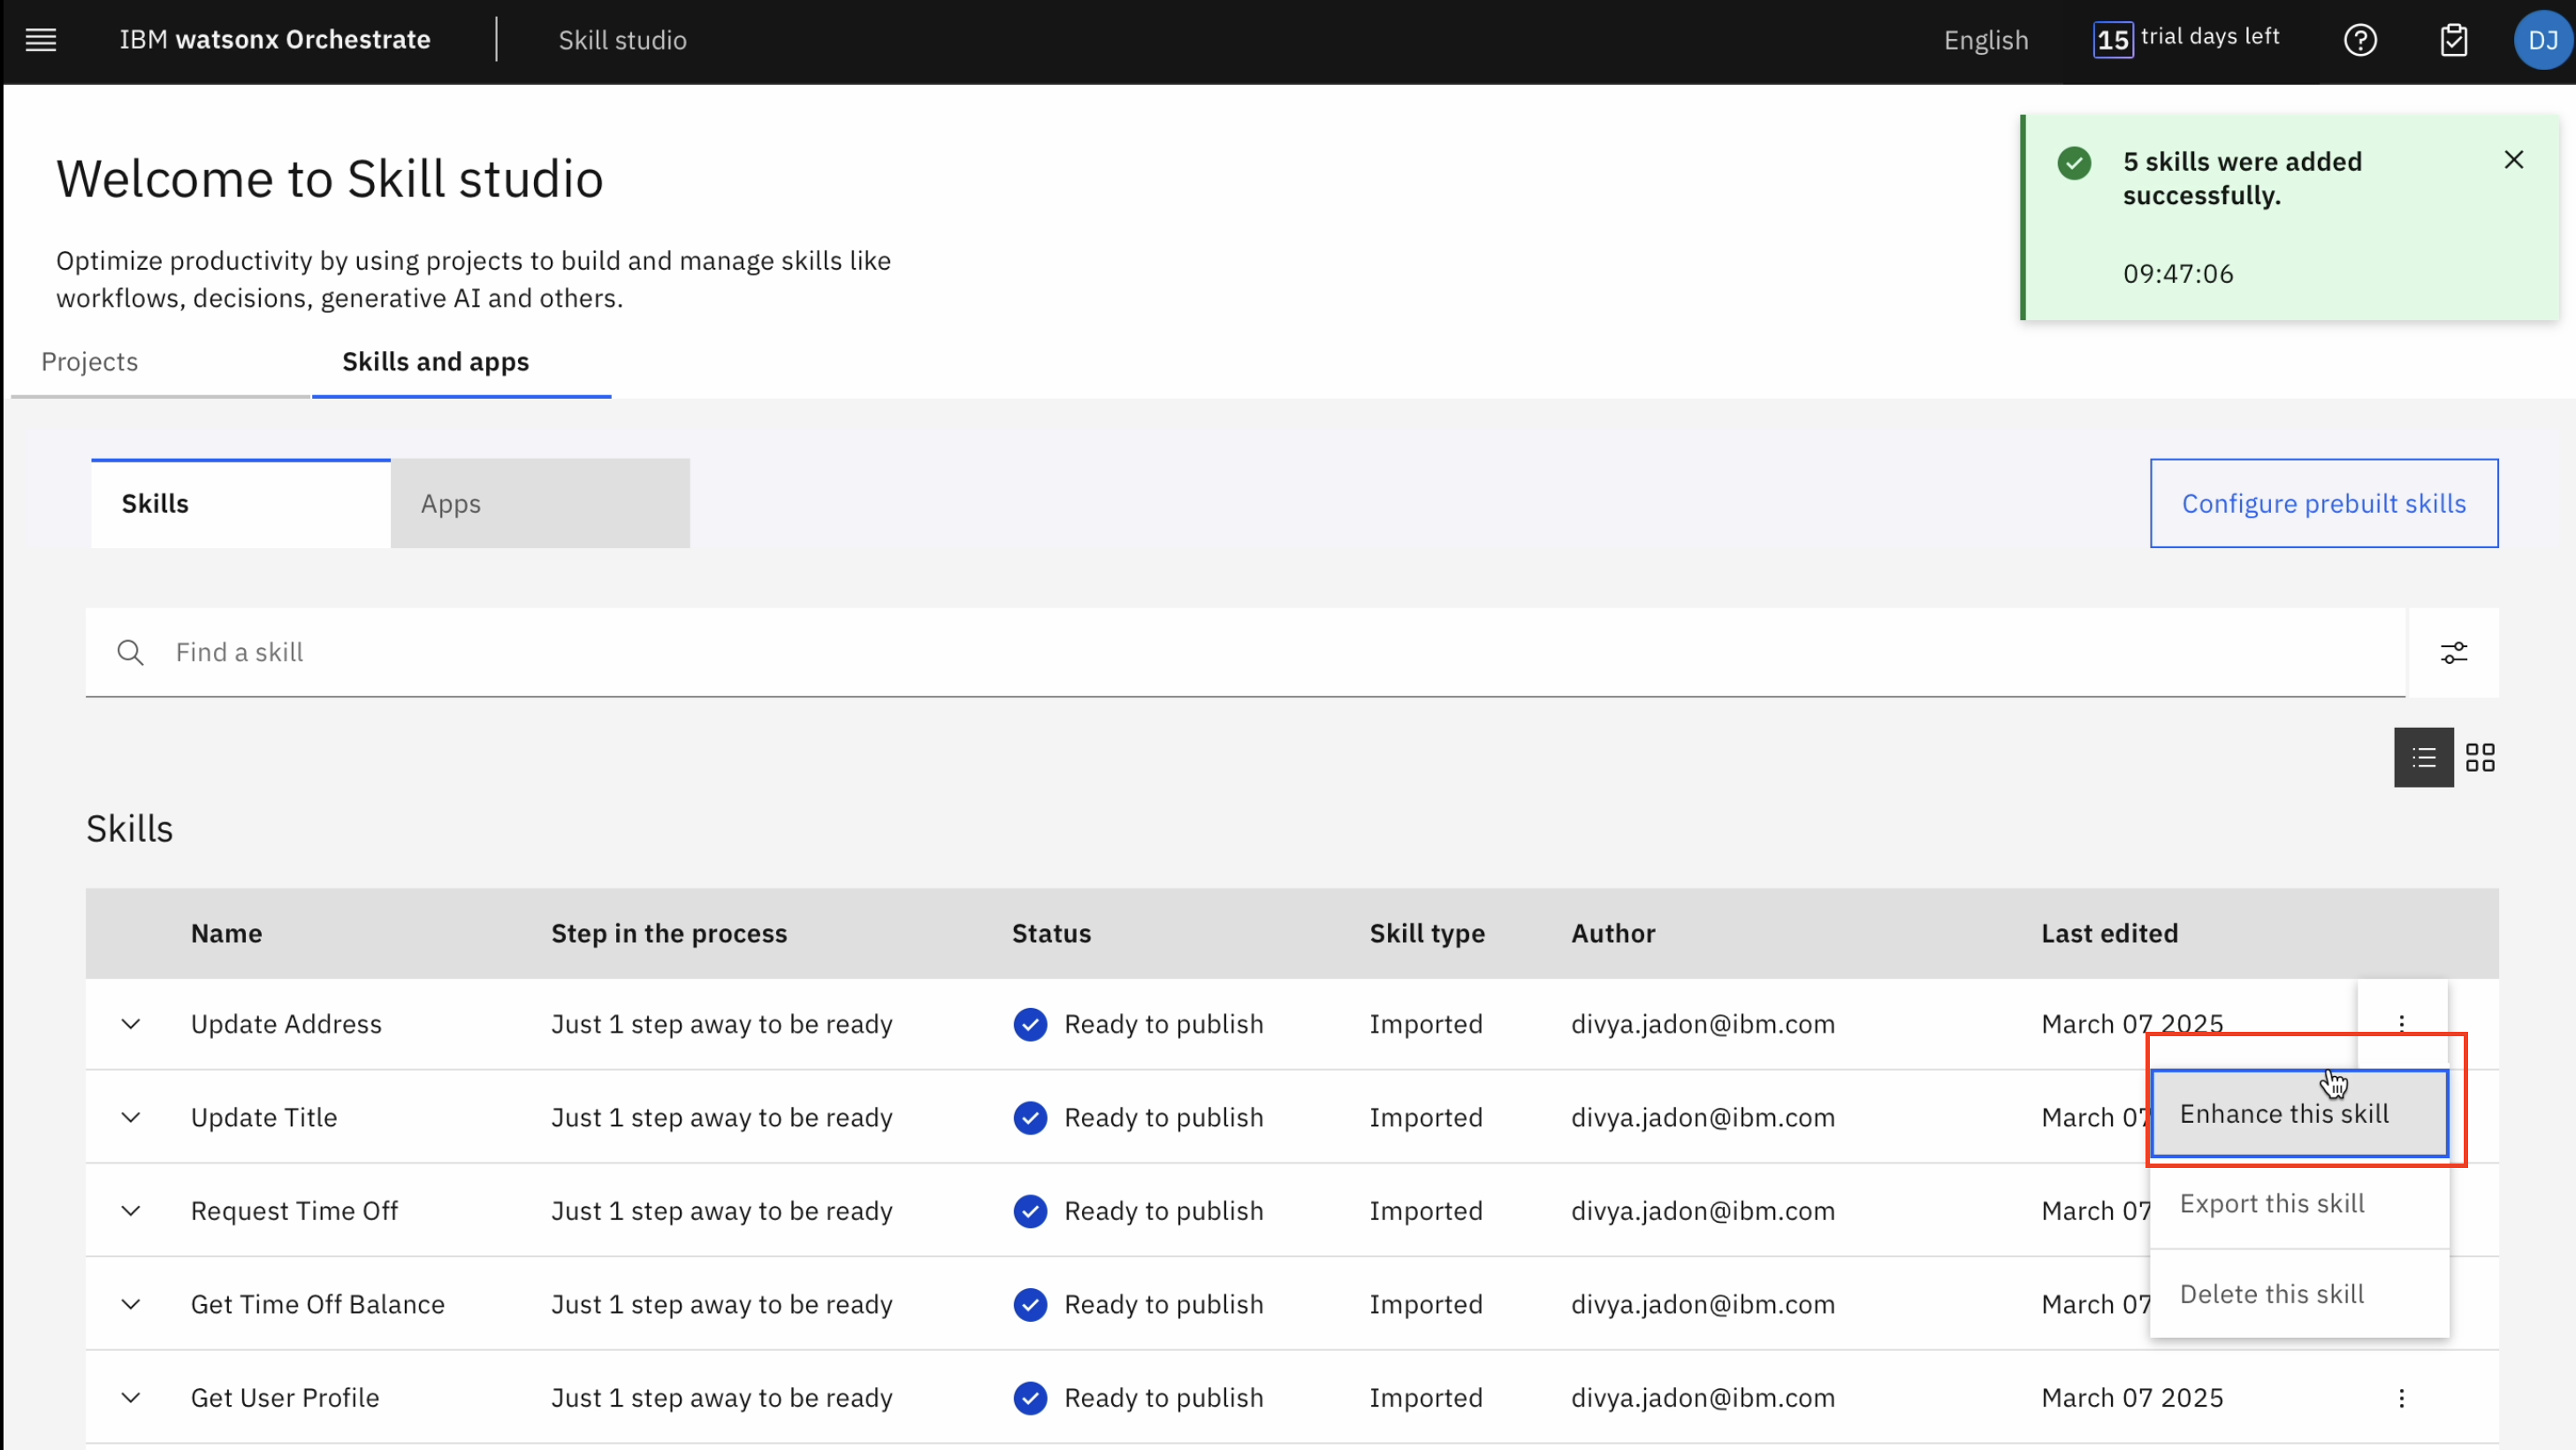 IBM watsonx Orchestrate
Skill studio
English
15 trial days left
DJ
Welcome to Skill studio
Optimize productivity by using projects to build and manage skills like
workflows, decisions, generative AI and others.
5 skills were added
successfully.
09:47:06
Projects
Skills and apps
Skills
Apps
Configure prebuilt skills
Find a skill
Skills
Name Step in the process Status Skill type Author Last edited
Update Address Just 1 step away to be ready Ready to publish Imported divya.jadon@ibm.com March 07 2025
Update Title Just 1 step away to be ready Ready to publish Imported divya.jadon@ibm.com March 07
Enhance this skill
Request Time Off Just 1 step away to be ready Ready to publish Imported divya.jadon@ibm.com March 07
Export this skill
Get Time Off Balance Just 1 step away to be ready Ready to publish Imported divya.jadon@ibm.com March 07
Delete this skill
Get User Profile Just 1 step away to be ready Ready to publish Imported divya.jadon@ibm.com March 07 2025